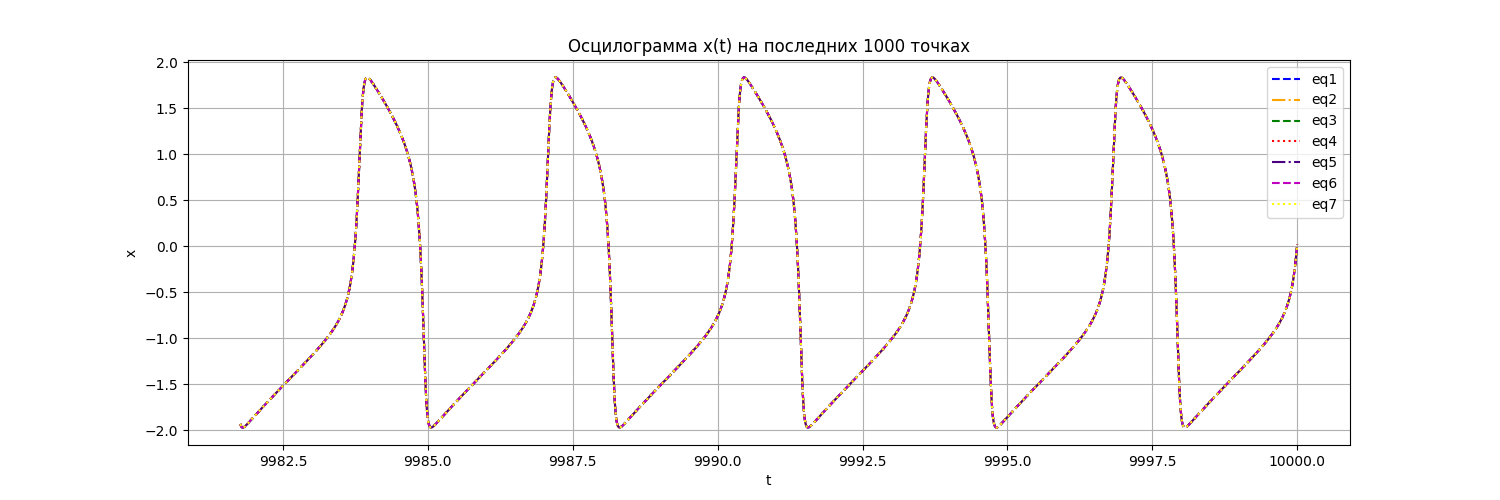 Осцилограмма x(t) на последних 1000 точках
2.0
1.5
1.0
0.5
0.0
−0.5
−1.0
−1.5
−2.0
x
eq1
eq2
eq3
eq4
eq5
eq6
eq7
9982.5 9985.0 9987.5 9990.0 9992.5 9995.0 9997.5 10000.0
t